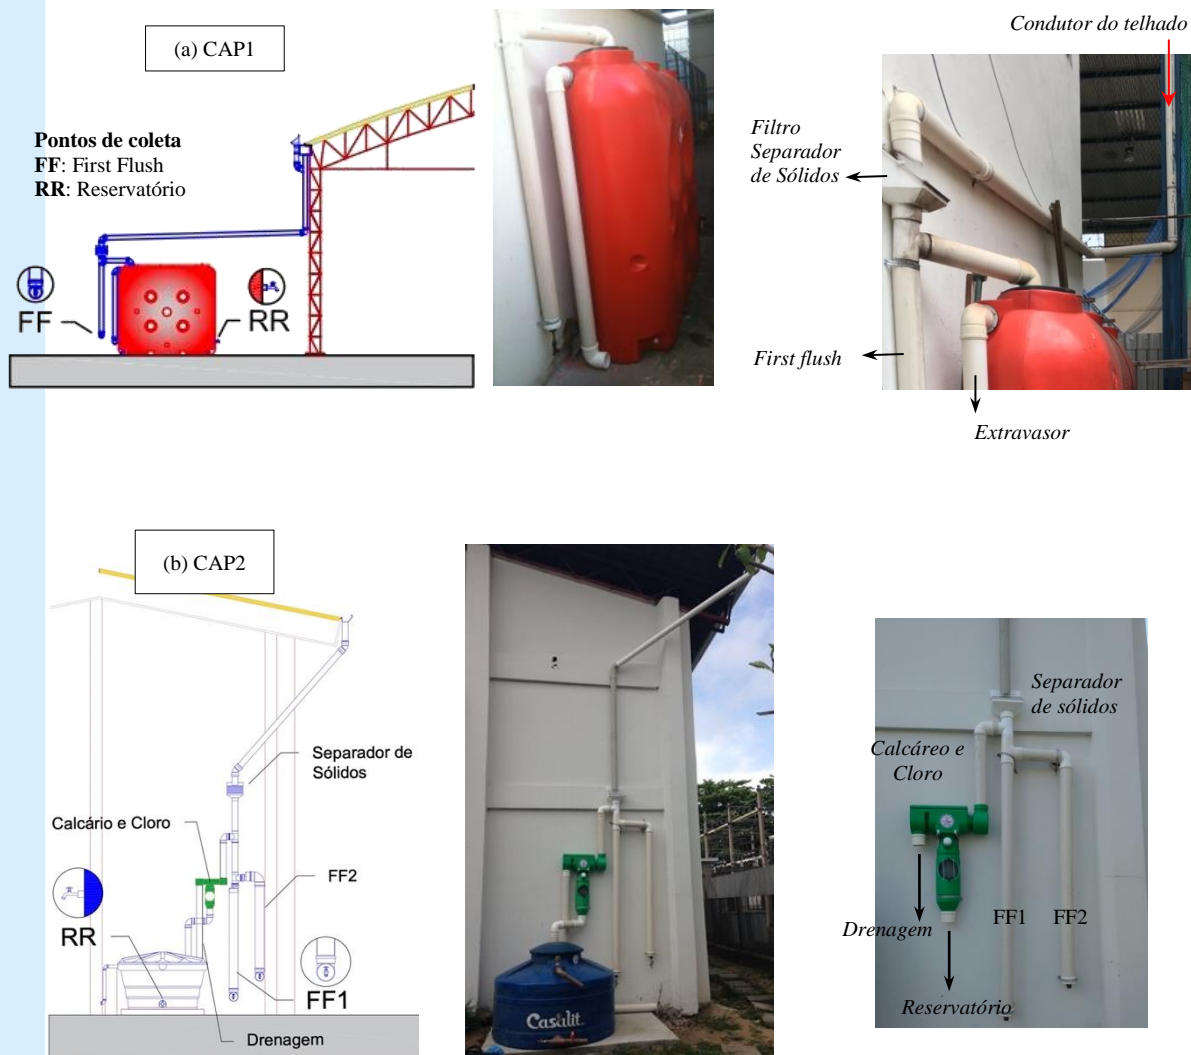 (a) CAP1
Pontos de coleta
FF: First Flush
RR: Reservatório
FF
RR
Condutor do telhado
Filtro
Separador
de Sólidos
First flush
Extravasor
(b) CAP2
Separador de
Sólidos
Calcário e Cloro
FF2
RR
FF1
Drenagem
Casalit
Separador
de sólidos
Calcáreo e
Cloro
FF1
FF2
Drenagem
Reservatório